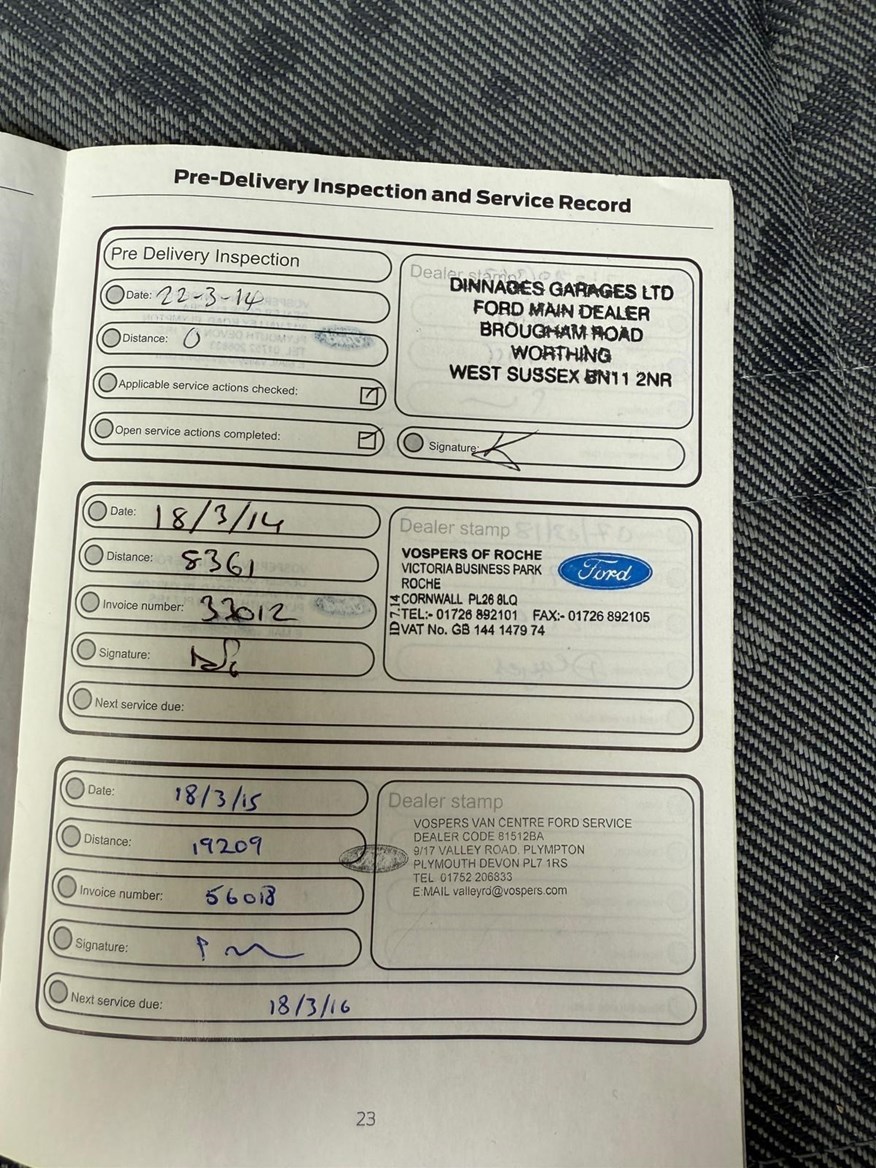 Pre-Delivery Inspection and Service Record
Pre Delivery Inspection
Date: 22-3-14
Distance: 0
Applicable service actions checked:
Open service actions completed:
Dealer stamp
DINNAGES GARAGES LTD
FORD MAIN DEALER
BROUGHAM ROAD
WORTHING
WEST SUSSEX BN11 2NR
Signature:
Date: 18/3/14
Distance: 8361
Invoice number: 33012
Signature:
Next service due:
Dealer stamp
VOSPERS OF ROCHE
VICTORIA BUSINESS PARK
ROCHE
CORNWALL PL26 8LQ
TEL:- 01726 892101 FAX:- 01726 892105
VAT No. GB 144 1479 74
ID 7.14
Ford
Date: 18/3/15
Distance: 19209
Invoice number: 56018
Signature:
Next service due: 18/3/16
Dealer stamp
VOSPERS VAN CENTRE FORD SERVICE
DEALER CODE 81512BA
9/17 VALLEY ROAD, PLYMPTON
PLYMOUTH DEVON PL7 1RS
TEL 01752 206833
E:MAIL valleyrd@vospers.com
23